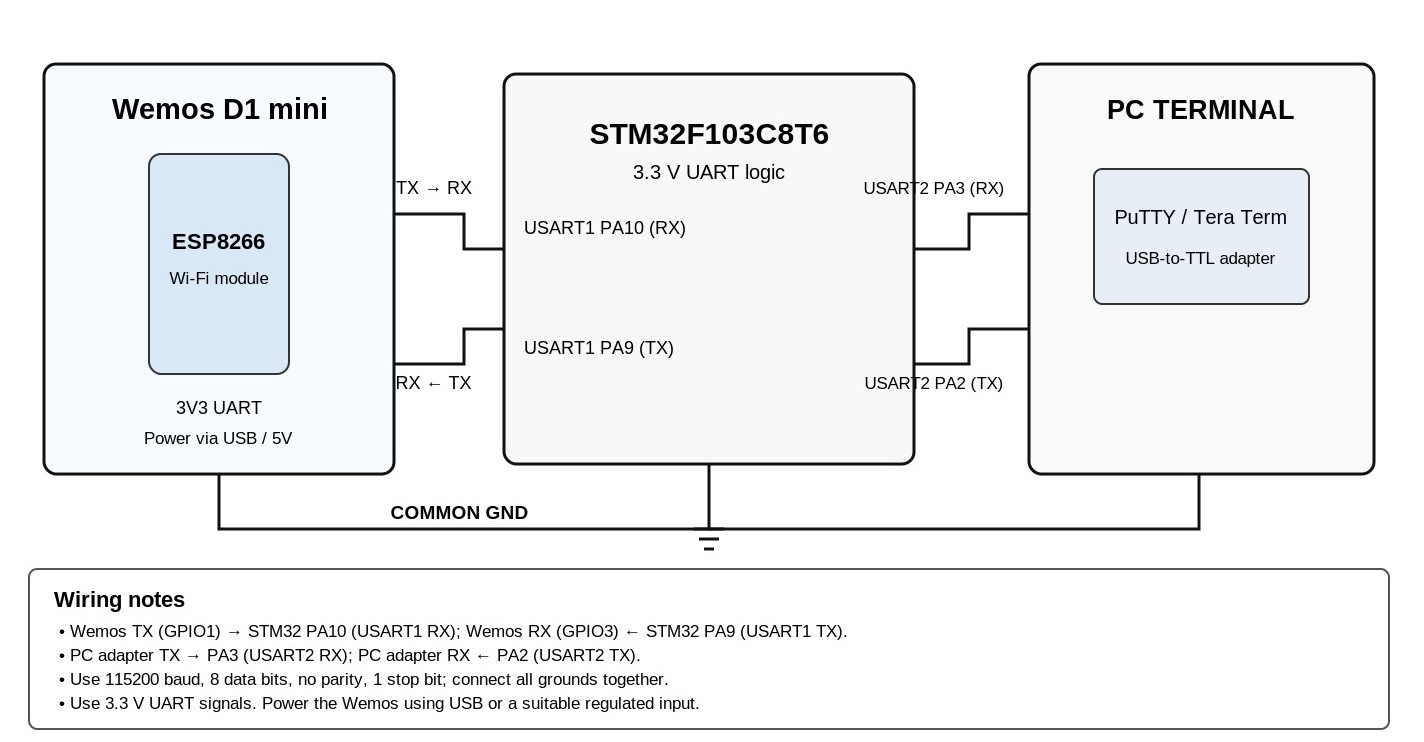 Wemos D1 mini
ESP8266
Wi-Fi module
3V3 UART
Power via USB / 5V
TX → RX
RX ← TX
STM32F103C8T6
3.3 V UART logic
USART1 PA10 (RX)
USART1 PA9 (TX)
USART2 PA3 (RX)
USART2 PA2 (TX)
PC TERMINAL
PuTTY / Tera Term
USB-to-TTL adapter
COMMON GND
Wiring notes
• Wemos TX (GPIO1) → STM32 PA10 (USART1 RX); Wemos RX (GPIO3) ← STM32 PA9 (USART1 TX).
• PC adapter TX → PA3 (USART2 RX); PC adapter RX ← PA2 (USART2 TX).
• Use 115200 baud, 8 data bits, no parity, 1 stop bit; connect all grounds together.
• Use 3.3 V UART signals. Power the Wemos using USB or a suitable regulated input.